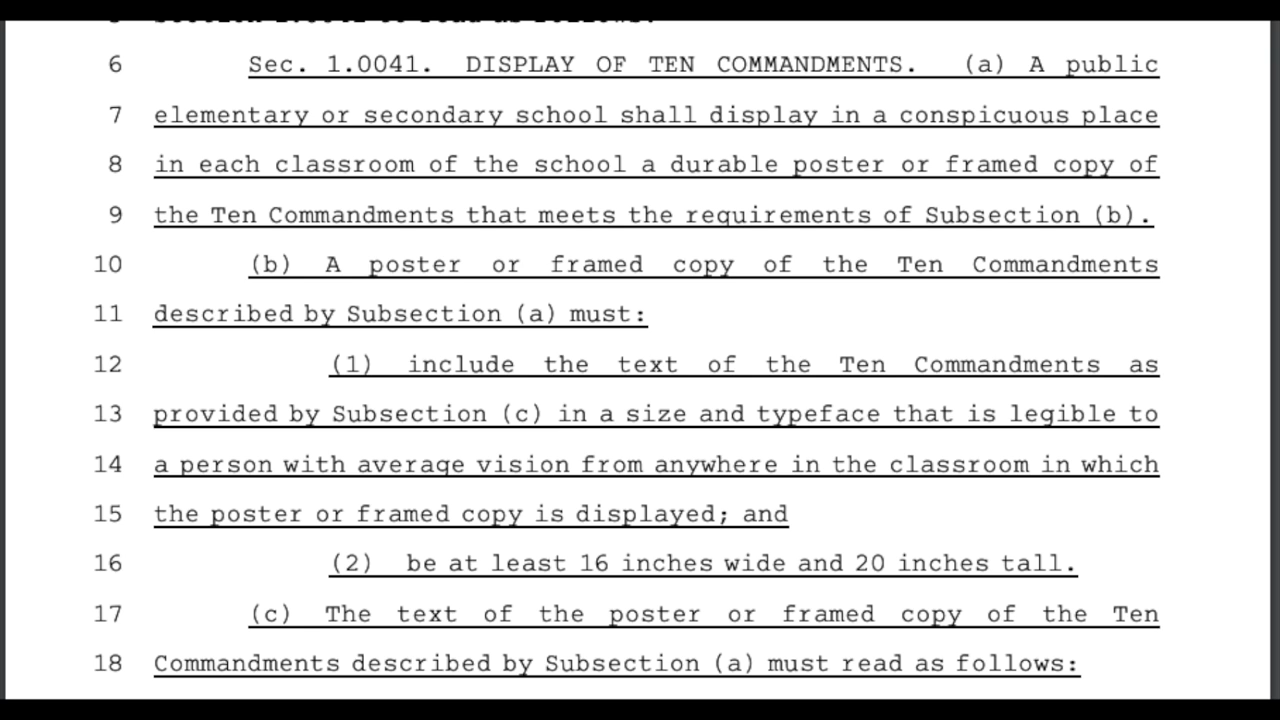 6 Sec. 1.0041. DISPLAY OF TEN COMMANDMENTS. (a) A public
7 elementary or secondary school shall display in a conspicuous place
8 in each classroom of the school a durable poster or framed copy of
9 the Ten Commandments that meets the requirements of Subsection (b).
10 (b) A poster or framed copy of the Ten Commandments
11 described by Subsection (a) must:
12 (1) include the text of the Ten Commandments as
13 provided by Subsection (c) in a size and typeface that is legible to
14 a person with average vision from anywhere in the classroom in which
15 the poster or framed copy is displayed; and
16 (2) be at least 16 inches wide and 20 inches tall.
17 (c) The text of the poster or framed copy of the Ten
18 Commandments described by Subsection (a) must read as follows: